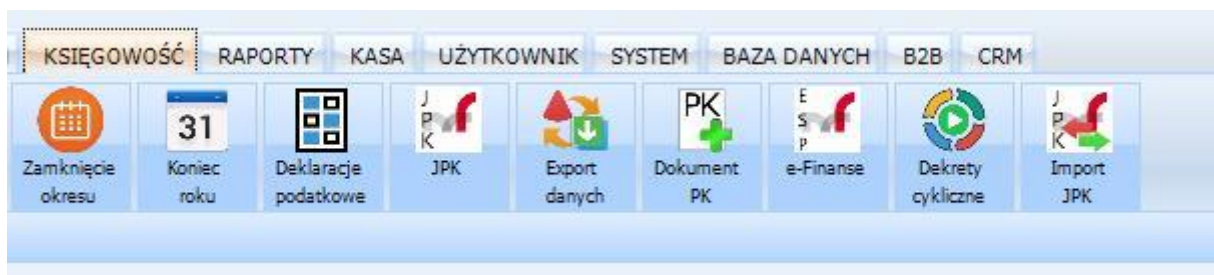 KSIĘGOWOŚĆ RAPORTY KASA UŻYTKOWNIK SYSTEM BAZA DANYCH B2B CRM
31
J P K
PK
E S P
J P K
Zamknięcie okresu
Koniec roku
Deklaracje podatkowe
JPK
Export danych
Dokument PK
e-Finanse
Dekrety cykliczne
Import JPK